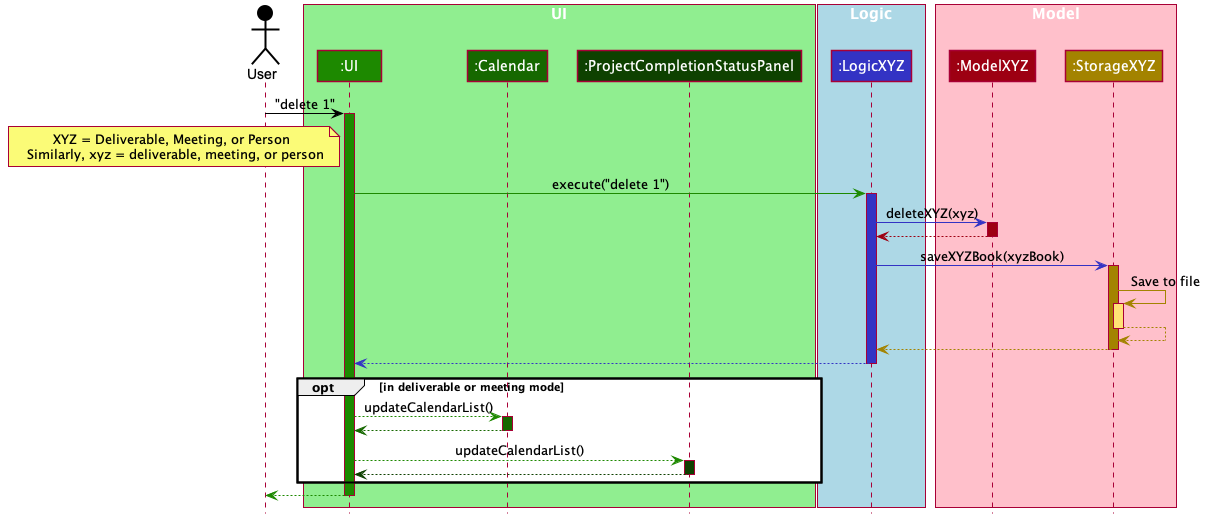 UI
Logic
Model
User
:UI
:Calendar
:ProjectCompletionStatusPanel
:LogicXYZ
:ModelXYZ
:StorageXYZ
"delete 1"
XYZ = Deliverable, Meeting, or Person
Similarly, xyz = deliverable, meeting, or person
execute("delete 1")
deleteXYZ(xyz)
saveXYZBook(xyzBook)
Save to file
opt
[in deliverable or meeting mode]
updateCalendarList()
updateCalendarList()